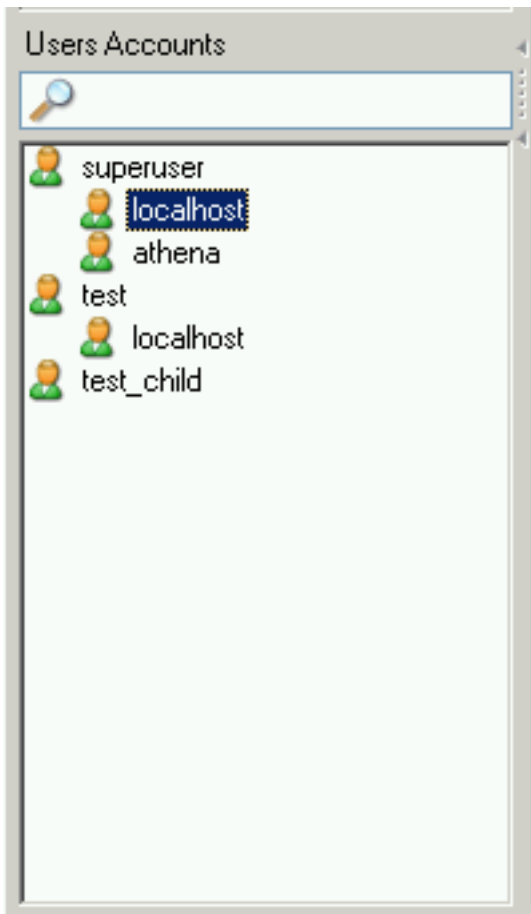 Users Accounts
superuser
localhost
athena
test
localhost
test_child